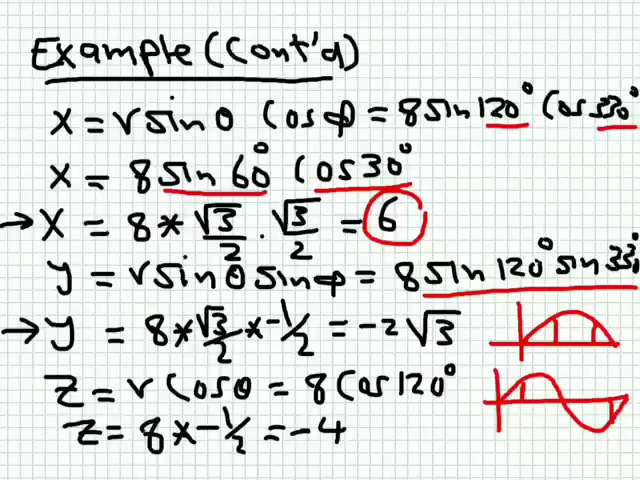 Example (Cont'd)
x = r sin θ cos φ = 8 sin 120° cos 330°
x = 8 sin 60° cos 30°
→ x = 8 * √3/2 . √3/2 = 6
y = r sin θ sin φ = 8 sin 120° sin 330
→ y = 8 * √3/2 * -1/2 = -2√3
z = r cos θ = 8 cos 120°
z = 8 * -1/2 = -4